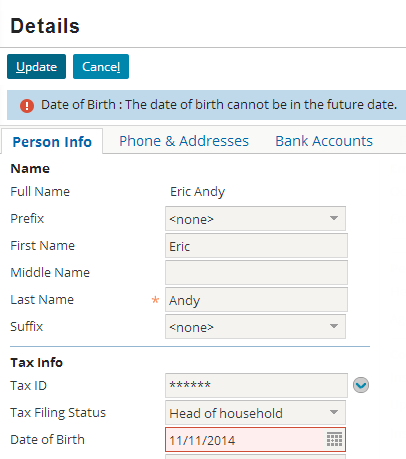 Details
Update Cancel
Date of Birth : The date of birth cannot be in the future date.
Person Info Phone & Addresses Bank Accounts
Name
Full Name Eric Andy
Prefix <none>
First Name Eric
Middle Name
Last Name * Andy
Suffix <none>
Tax Info
Tax ID ******
Tax Filing Status Head of household
Date of Birth 11/11/2014